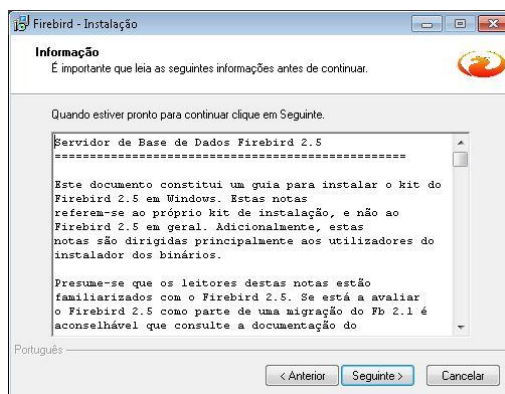 Firebird - Instalação
Informação
É importante que leia as seguintes informações antes de continuar.
Quando estiver pronto para continuar clique em Seguinte.
Servidor de Base de Dados Firebird 2.5
==================================================
Este documento constitui um guia para instalar o kit do
Firebird 2.5 em Windows. Estas notas
referem-se ao próprio kit de instalação, e não ao
Firebird 2.5 em geral. Adicionalmente, estas
notas são dirigidas principalmente aos utilizadores do
instalador dos binários.
Presume-se que os leitores destas notas estão
familiarizados com o Firebird 2.5. Se está a avaliar
o Firebird 2.5 como parte de uma migração do Fb 2.1 é
aconselhável que consulte a documentação do
Português
< Anterior Seguinte > Cancelar